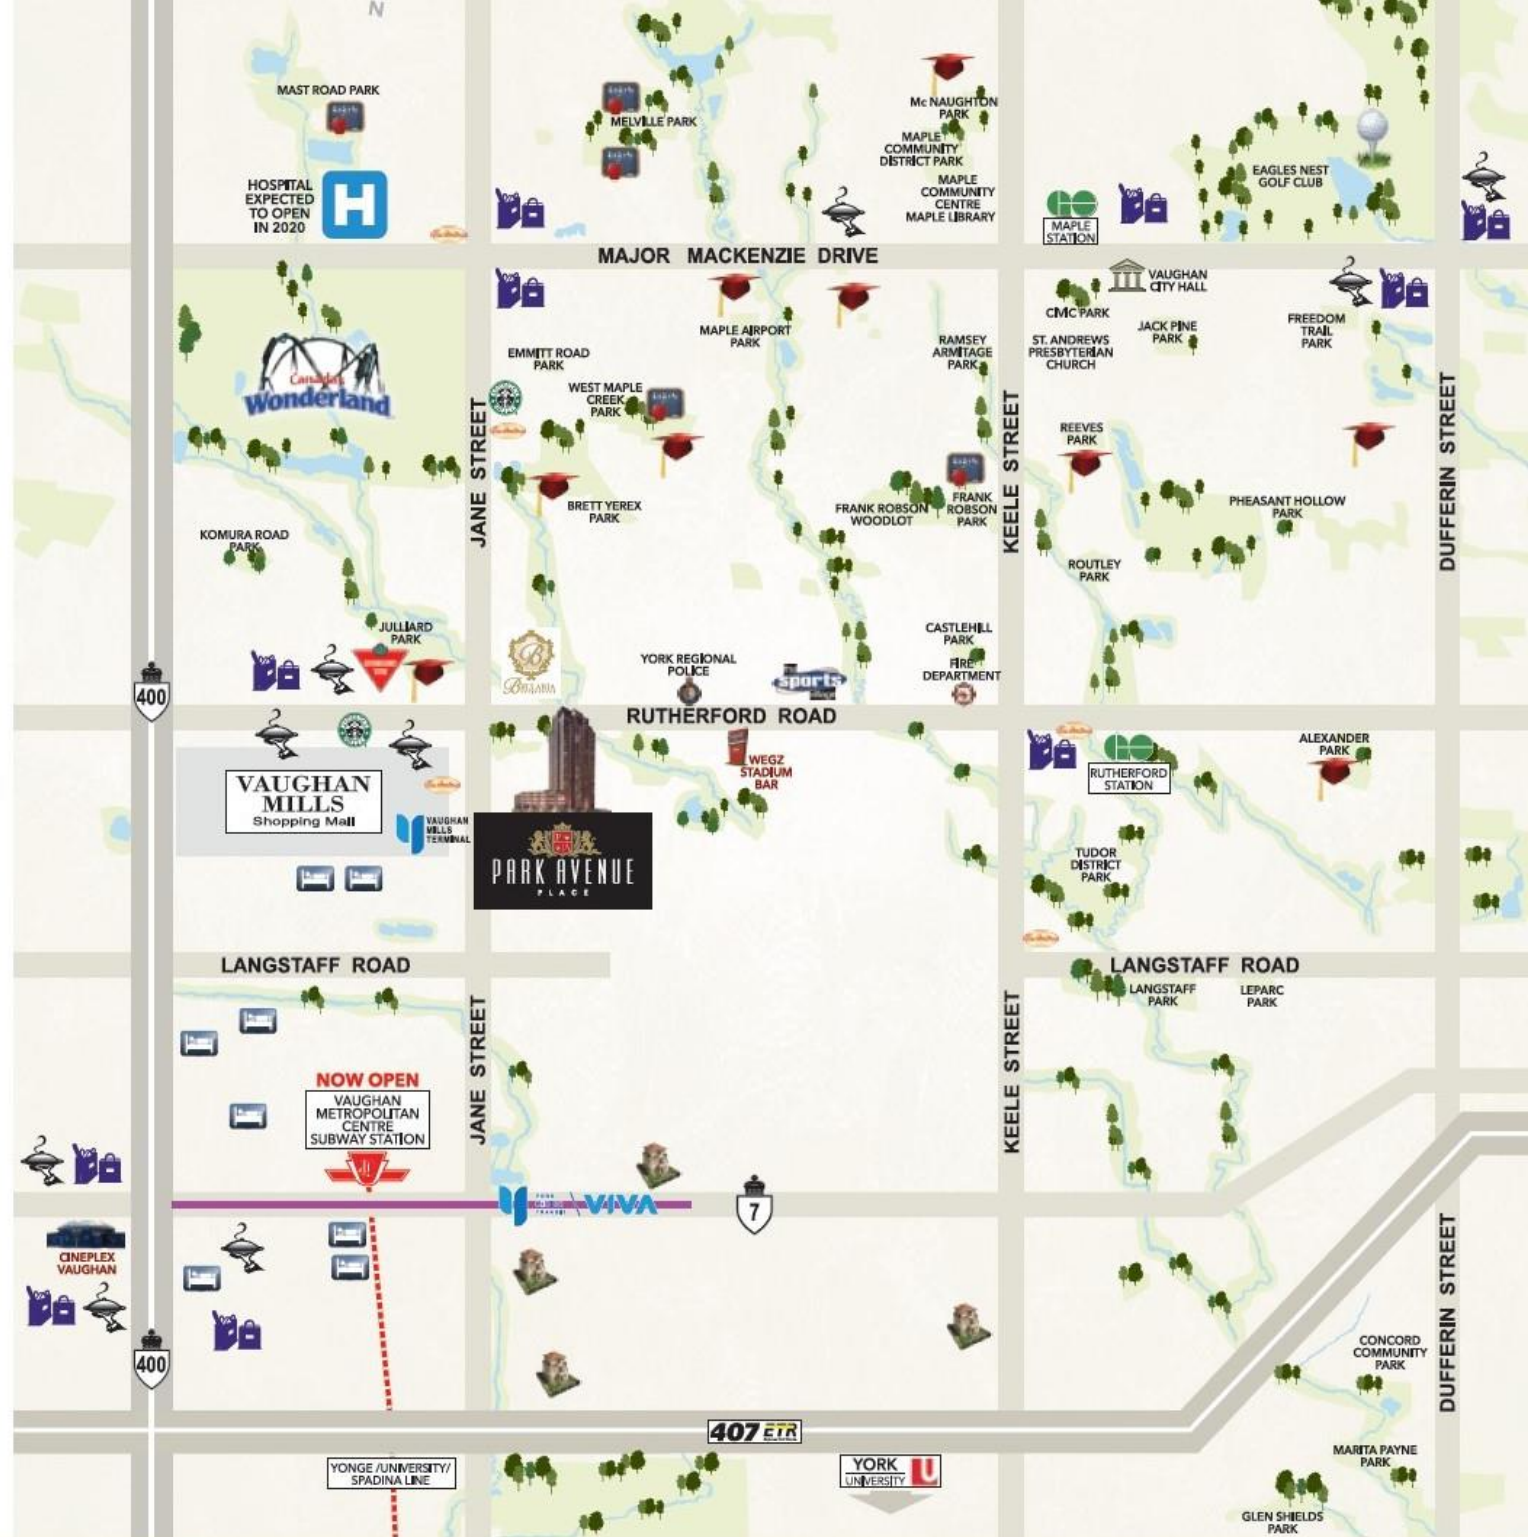 N
MAST ROAD PARK
HOSPITAL
EXPECTED
TO OPEN
IN 2020
H
MELVILLE PARK
Mc NAUGHTON
PARK
MAPLE
COMMUNITY
DISTRICT PARK
MAPLE
COMMUNITY
CENTRE
MAPLE LIBRARY
GO
MAPLE
STATION
EAGLES NEST
GOLF CLUB
MAJOR MACKENZIE DRIVE
Canada's
Wonderland
MAPLE AIRPORT
PARK
EMMITT ROAD
PARK
WEST MAPLE
CREEK
PARK
BRETT YEREX
PARK
RAMSEY
ARMITAGE
PARK
CIVIC PARK
VAUGHAN
CITY HALL
JACK PINE
PARK
ST. ANDREWS
PRESBYTERIAN
CHURCH
FREEDOM
TRAIL
PARK
JANE STREET
KEELE STREET
DUFFERIN STREET
REEVES
PARK
FRANK ROBSON
WOODLOT
FRANK
ROBSON
PARK
PHEASANT HOLLOW
PARK
ROUTLEY
PARK
KOMURA ROAD
PARK
JULLIARD
PARK
400
B
YORK REGIONAL
POLICE
sports
CASTLEHILL
PARK
FIRE
DEPARTMENT
RUTHERFORD ROAD
VAUGHAN
MILLS
Shopping Mall
VAUGHAN
MILLS
TERMINAL
PARK AVENUE
PLACE
WEGZ
STADIUM
BAR
GO
RUTHERFORD
STATION
ALEXANDER
PARK
TUDOR
DISTRICT
PARK
LANGSTAFF ROAD
LANGSTAFF ROAD
LANGSTAFF
PARK
LEPARC
PARK
JANE STREET
KEELE STREET
NOW OPEN
VAUGHAN
METROPOLITAN
CENTRE
SUBWAY STATION
VIVA
7
CINEPLEX
VAUGHAN
400
DUFFERIN STREET
CONCORD
COMMUNITY
PARK
407 ETR
YONGE /UNIVERSITY/
SPADINA LINE
YORK
UNIVERSITY
U
MARITA PAYNE
PARK
GLEN SHIELDS
PARK